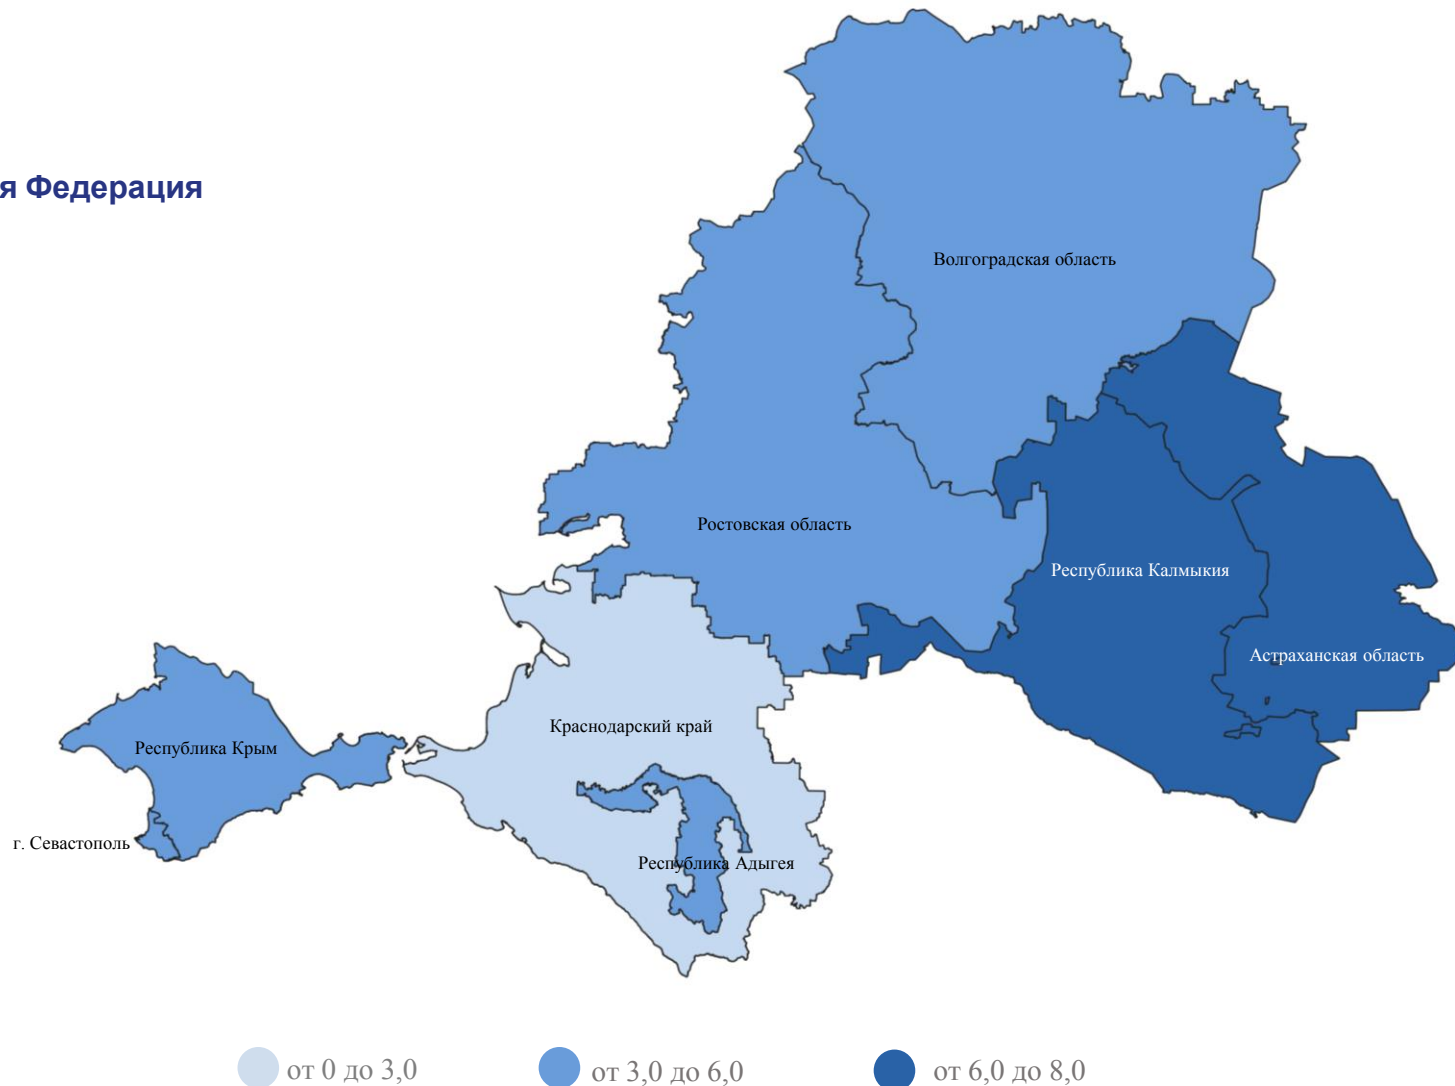 я Федерация
Волгоградская область
Ростовская область
Республика Калмыкия
Астраханская область
Краснодарский край
Республика Крым
г. Севастополь
Республика Адыгея
от 0 до 3,0
от 3,0 до 6,0
от 6,0 до 8,0